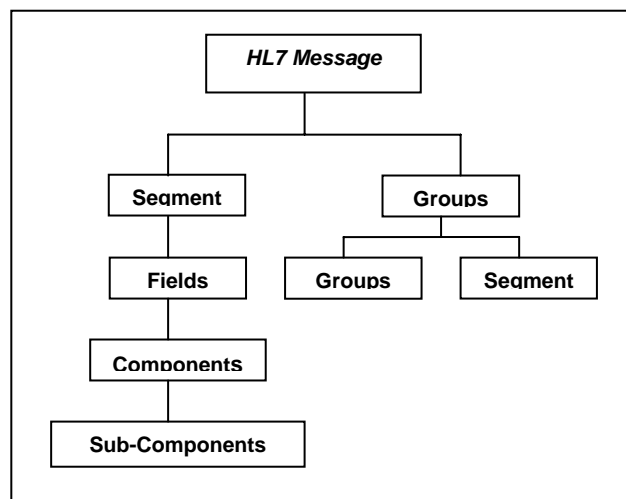 HL7 Message
Segment
Groups
Fields
Groups
Segment
Components
Sub-Components